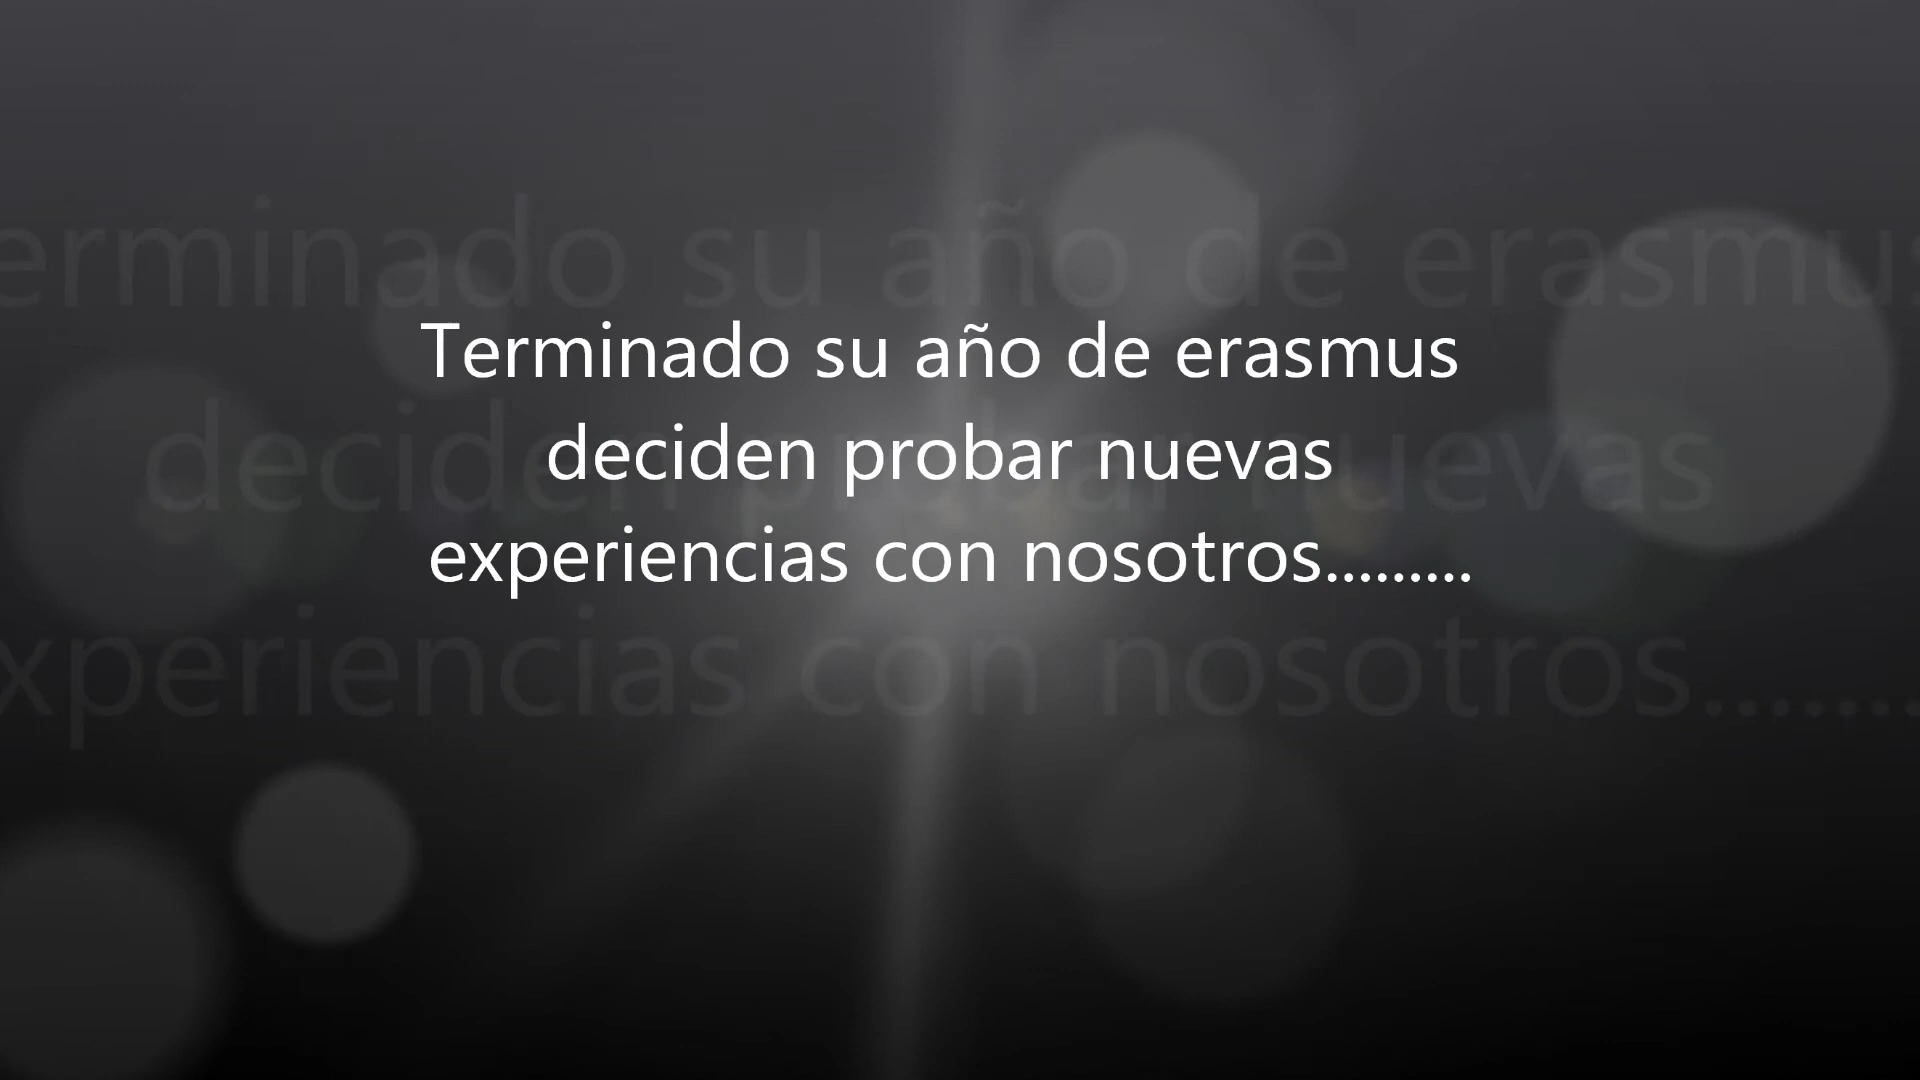 Terminado su año de erasmus
deciden probar nuevas
experiencias con nosotros.........